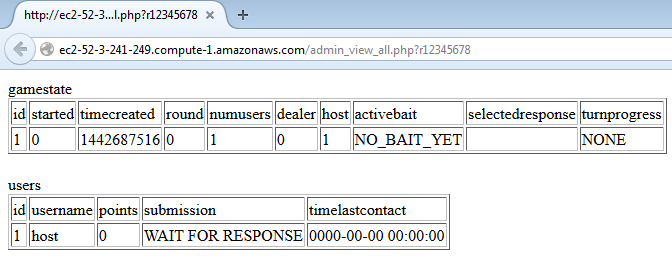 http://ec2-52-3...l.php?r12345678 ×
ec2-52-3-241-249.compute-1.amazonaws.com/admin_view_all.php?r12345678
gamestate
id started timecreated round numusers dealer host activebait selectedresponse turnprogress
1 0 1442687516 0 1 0 1 NO_BAIT_YET NONE
users
id username points submission timelastcontact
1 host 0 WAIT FOR RESPONSE 0000-00-00 00:00:00